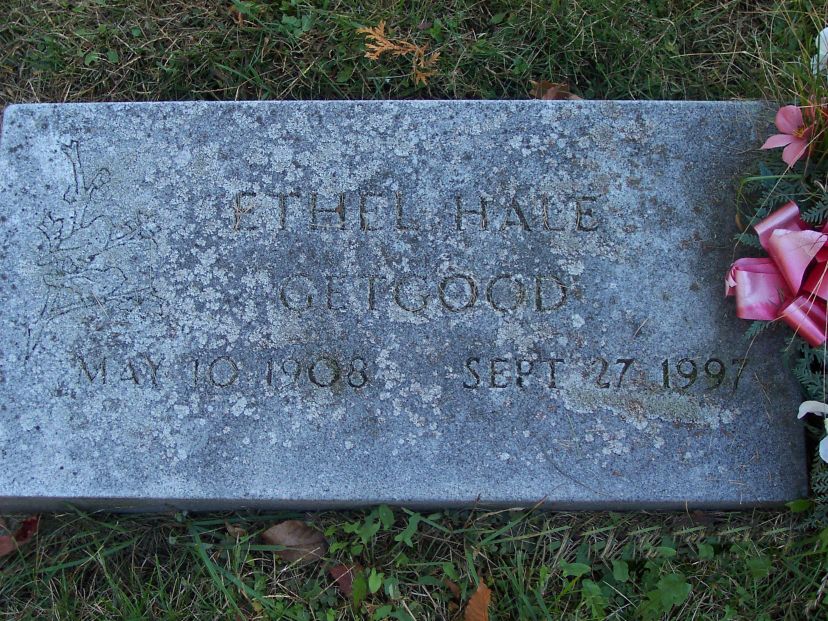 ETHEL HALE
GETGOOD
MAY 10 1908 SEPT 27 1997